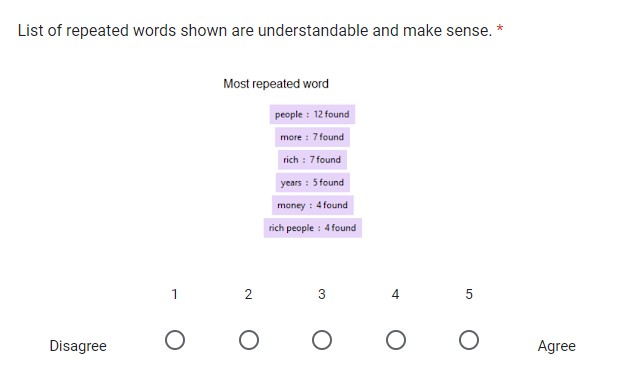 List of repeated words shown are understandable and make sense. *
Most repeated word
people : 12 found
more : 7 found
rich : 7 found
years : 5 found
money : 4 found
rich people : 4 found
1 2 3 4 5
Disagree Agree